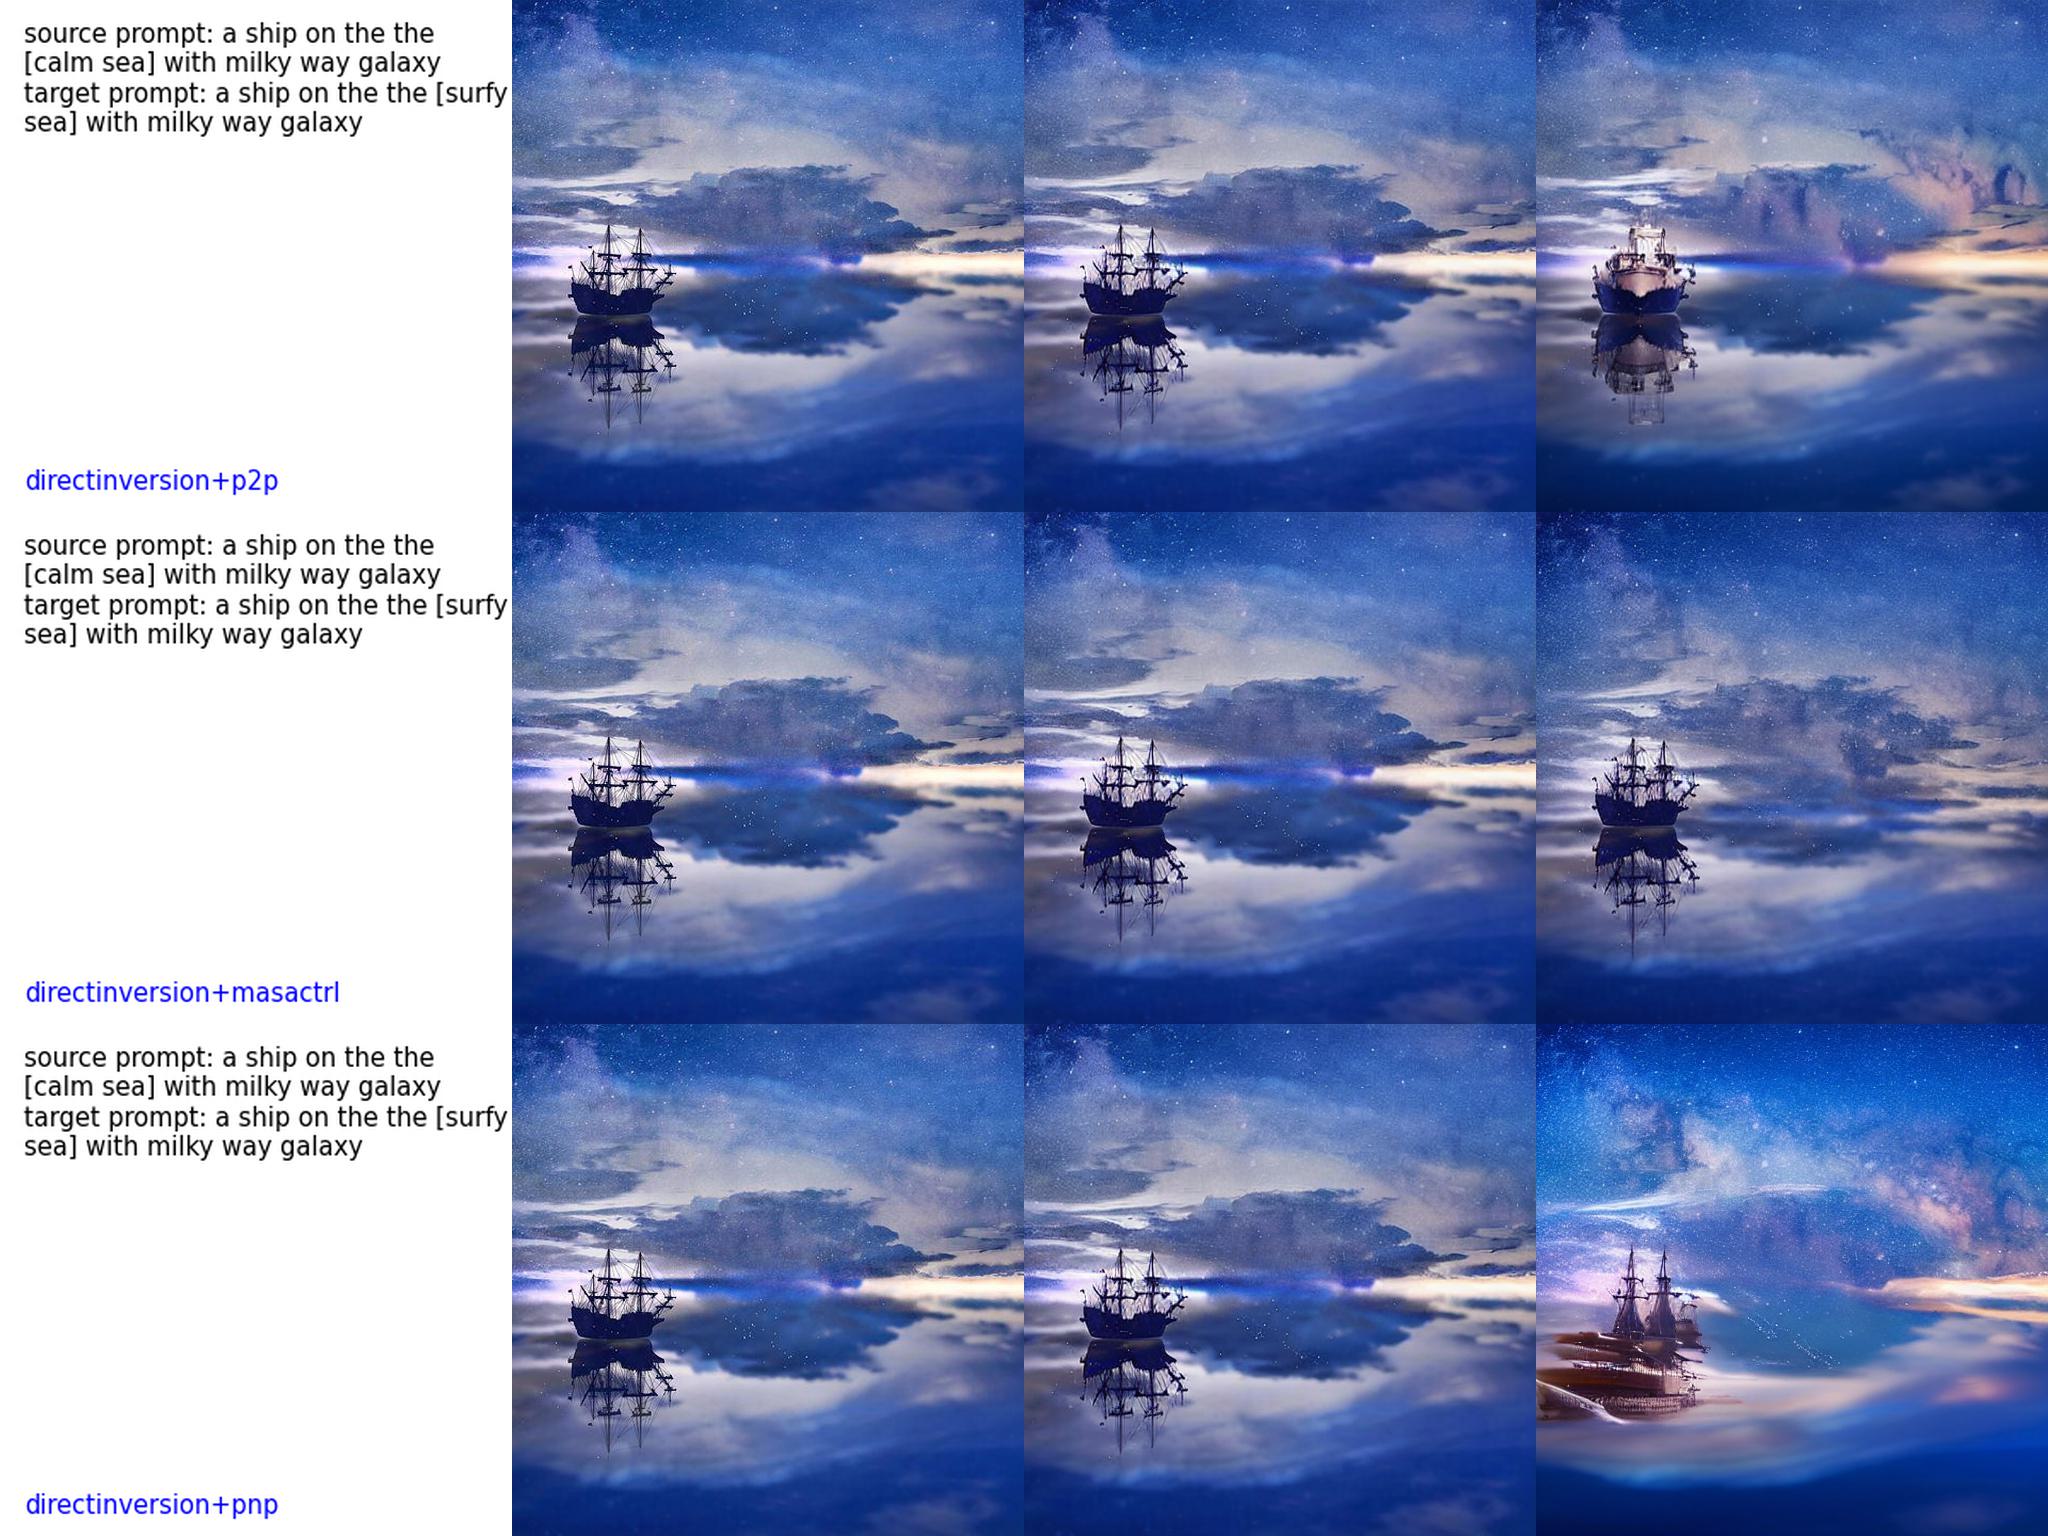 source prompt: a ship on the the
[calm sea] with milky way galaxy
target prompt: a ship on the the [surfy
sea] with milky way galaxy
directinversion+p2p
source prompt: a ship on the the
[calm sea] with milky way galaxy
target prompt: a ship on the the [surfy
sea] with milky way galaxy
directinversion+masactrl
source prompt: a ship on the the
[calm sea] with milky way galaxy
target prompt: a ship on the the [surfy
sea] with milky way galaxy
directinversion+pnp